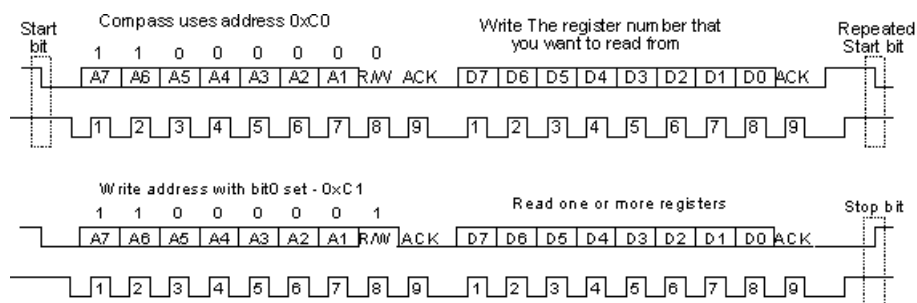 Compass uses address 0xC0
Write The register number that
you want to read from
Start
bit
Repeated
Start bit
1 1 0 0 0 0 0 0
A7 A6 A5 A4 A3 A2 A1 R/W ACK D7 D6 D5 D4 D3 D2 D1 D0 ACK
1 2 3 4 5 6 7 8 9 1 2 3 4 5 6 7 8 9
Write address with bit0 set - 0xC1
Read one or more registers
Stop bit
1 1 0 0 0 0 0 1
A7 A6 A5 A4 A3 A2 A1 R/W ACK D7 D6 D5 D4 D3 D2 D1 D0 ACK
1 2 3 4 5 6 7 8 9 1 2 3 4 5 6 7 8 9